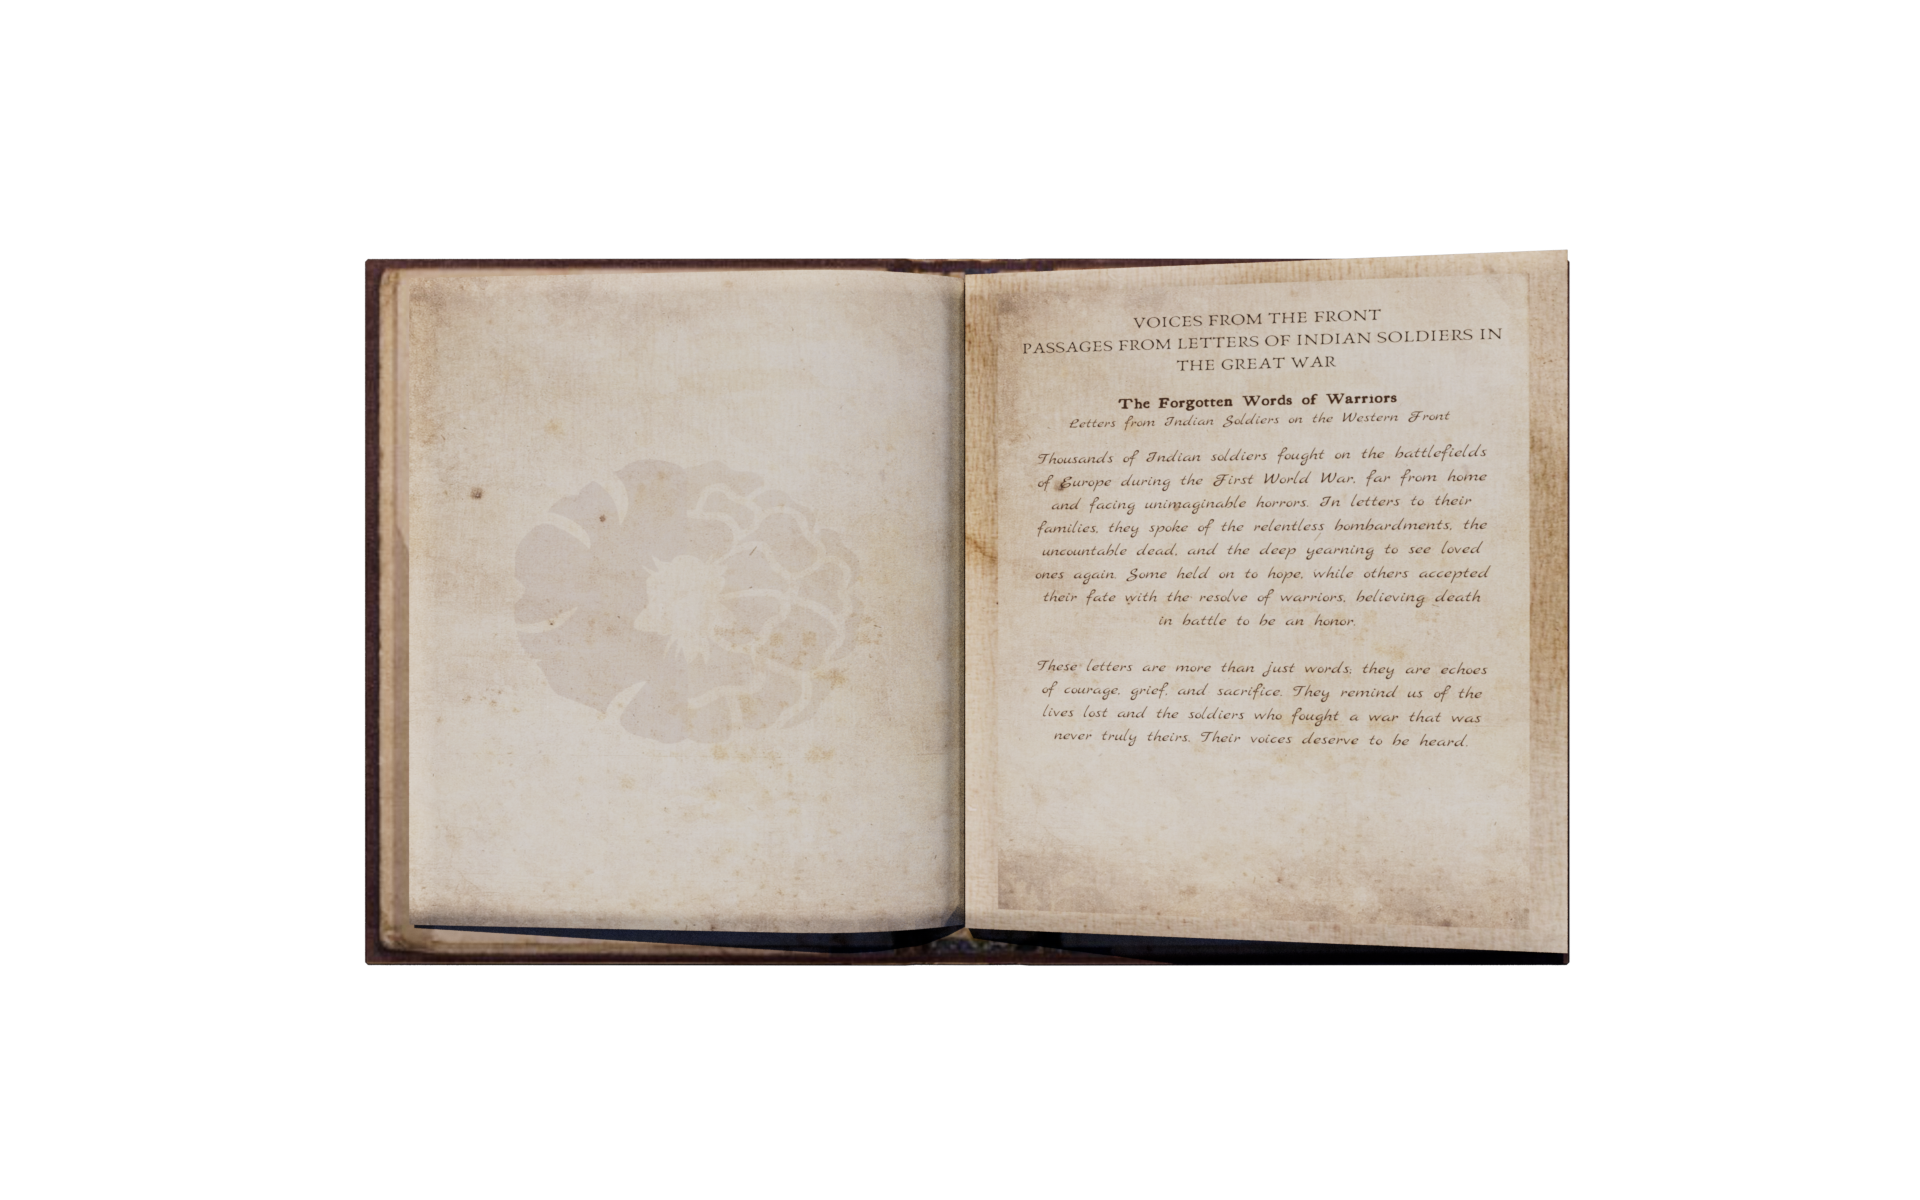 VOICES FROM THE FRONT
PASSAGES FROM LETTERS OF INDIAN SOLDIERS IN
THE GREAT WAR
The Forgotten Words of Warriors
Letters from Indian Soldiers on the Western Front
Thousands of Indian soldiers fought on the battlefields
of Europe during the First World War, far from home
and facing unimaginable horrors. In letters to their
families, they spoke of the relentless bombardments, the
uncountable dead, and the deep yearning to see loved
ones again. Some held on to hope, while others accepted
their fate with the resolve of warriors, believing death
in battle to be an honor.
These letters are more than just words; they are echoes
of courage, grief, and sacrifice. They remind us of the
lives lost and the soldiers who fought a war that was
never truly theirs. Their voices deserve to be heard.